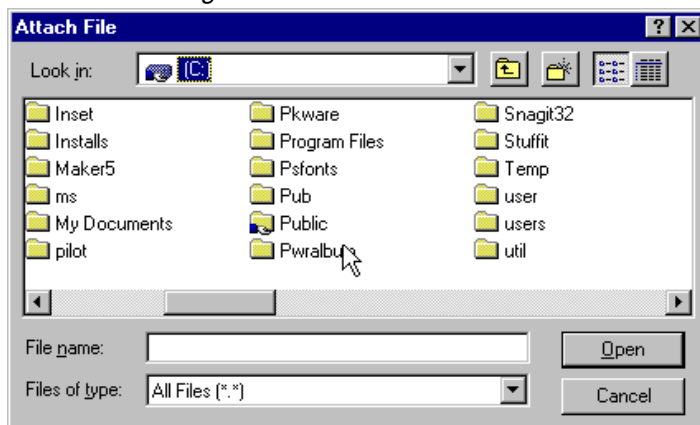 Attach File
Look in: (C:)
Inset Pkware Snagit32
Installs Program Files Stuffit
Maker5 Psfonts Temp
ms Pub user
My Documents Public users
pilot Pwralbum util
File name: Open
Files of type: All Files (*.*) Cancel